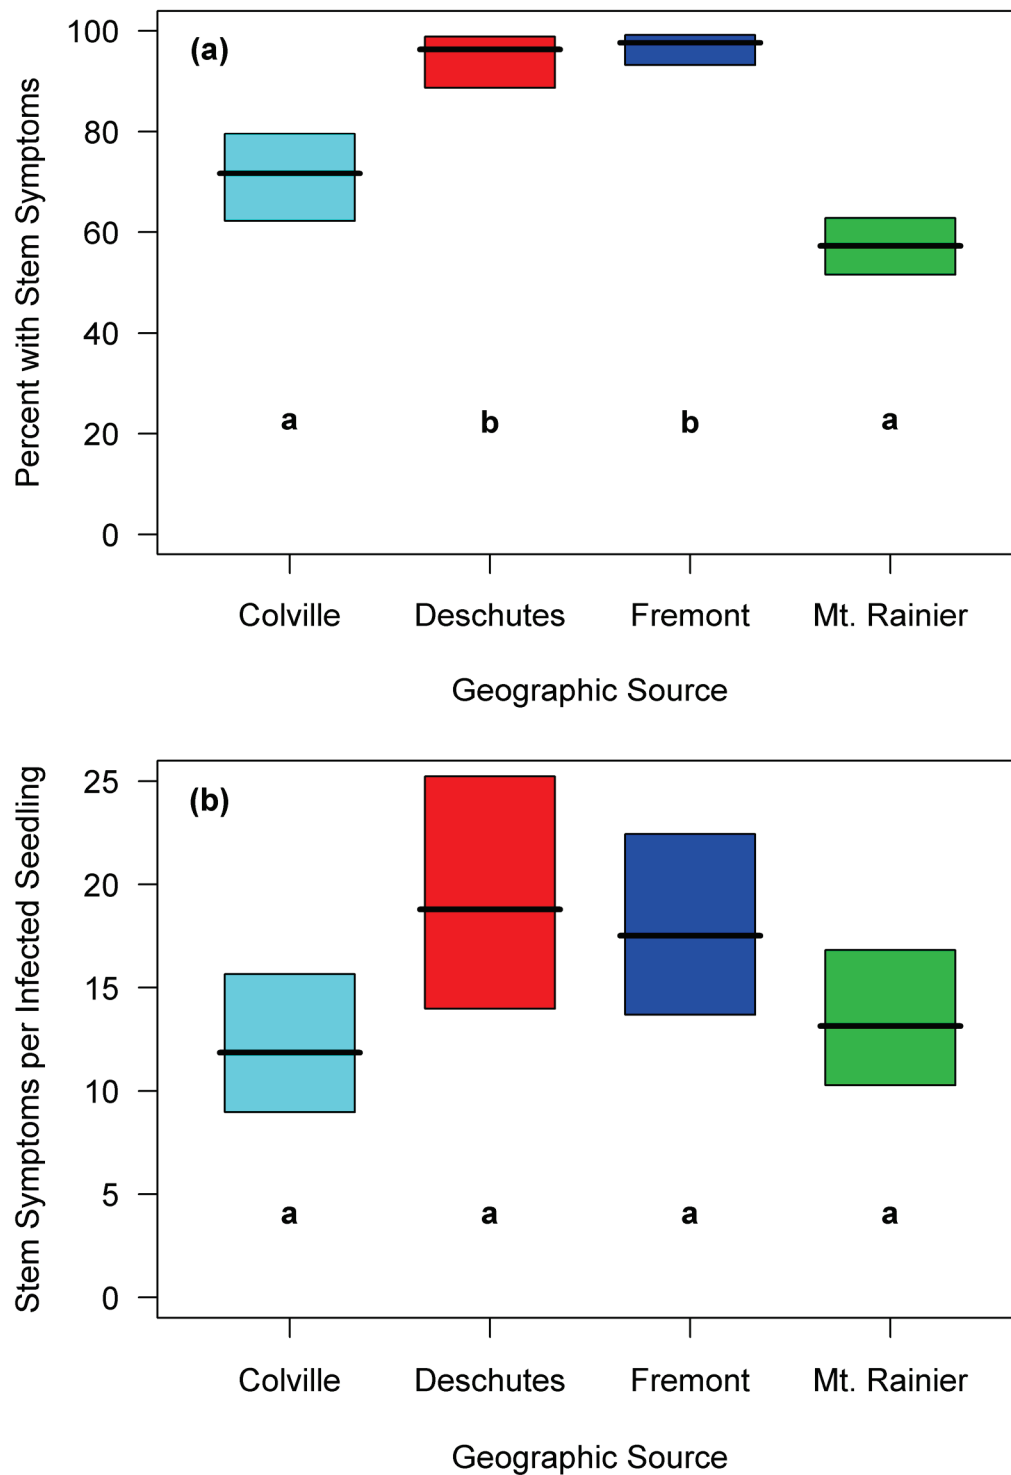 Percent with Stem Symptoms
(a)
100
80
60
40
20
0
a b b a
Colville Deschutes Fremont Mt. Rainier
Geographic Source
Stem Symptoms per Infected Seedling
(b)
25
20
15
10
5
0
a a a a
Colville Deschutes Fremont Mt. Rainier
Geographic Source